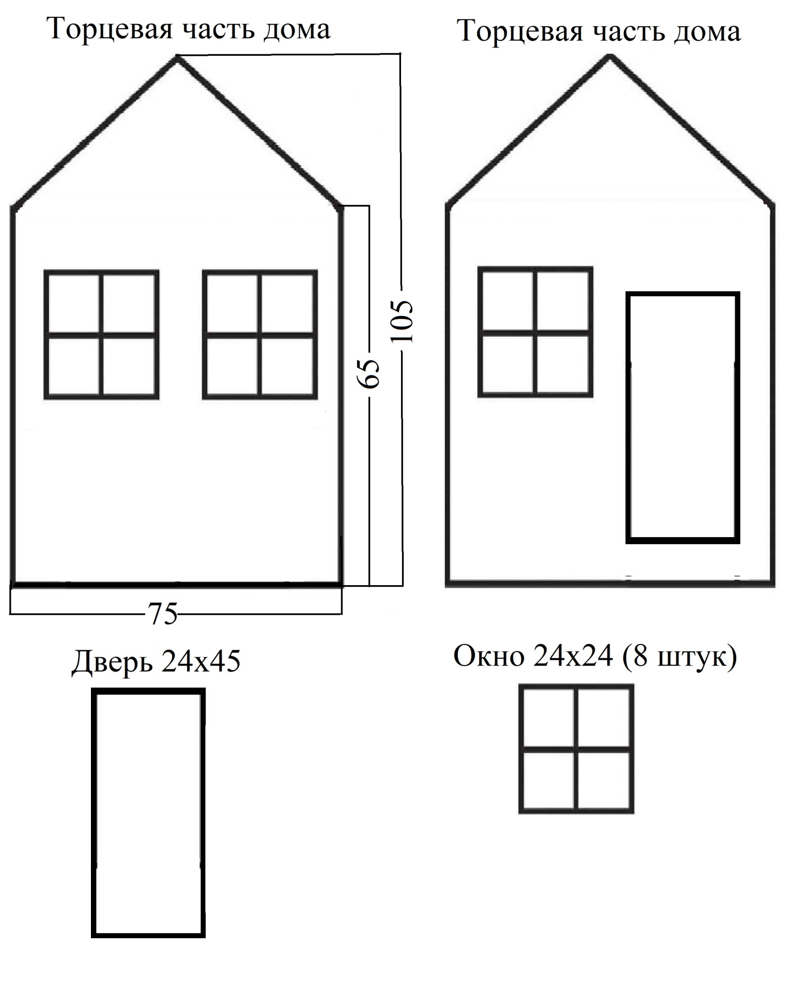 Торцевая часть дома
Торцевая часть дома
105
65
75
Дверь 24х45
Окно 24х24 (8 штук)